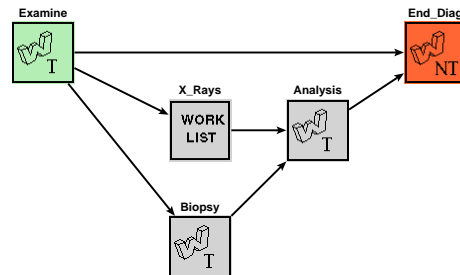 Examine
End_Diag
W
T
W
NT
X_Rays
Analysis
WORK
LIST
W
T
Biopsy
W
T